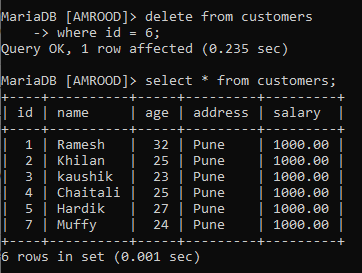 MariaDB [AMROOD]> delete from customers
    -> where id = 6;
Query OK, 1 row affected (0.235 sec)
MariaDB [AMROOD]> select * from customers;
+----+----------+-----+---------+---------+
| id | name     | age | address | salary  |
+----+----------+-----+---------+---------+
|  1 | Ramesh   |  32 | Pune    | 1000.00 |
|  2 | Khilan   |  25 | Pune    | 1000.00 |
|  3 | kaushik  |  23 | Pune    | 1000.00 |
|  4 | Chaitali |  25 | Pune    | 1000.00 |
|  5 | Hardik   |  27 | Pune    | 1000.00 |
|  7 | Muffy    |  24 | Pune    | 1000.00 |
+----+----------+-----+---------+---------+
6 rows in set (0.001 sec)